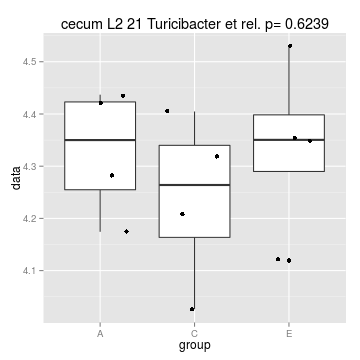 cecum L2 21 Turicibacter et rel. p= 0.6239
data
4.5
4.4
4.3
4.2
4.1
A C E
group